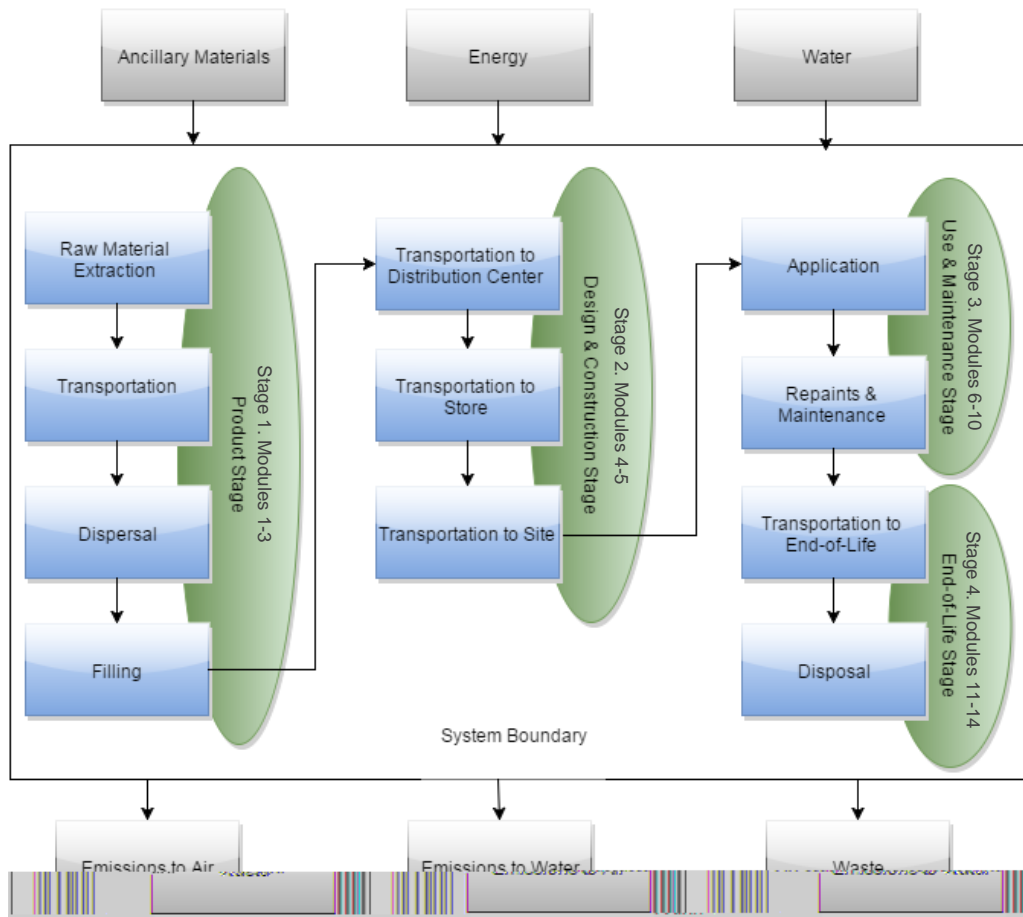 Ancillary Materials
Energy
Water
Raw Material
Extraction
Transportation
Dispersal
Filling
Stage 1. Modules 1-3
Product Stage
Transportation to
Distribution Center
Transportation to
Store
Transportation to Site
Stage 2. Modules 4-5
Design & Construction Stage
Application
Repaints &
Maintenance
Stage 3. Modules 6-10
Use & Maintenance Stage
Transportation to
End-of-Life
Disposal
Stage 4. Modules 11-14
End-of-Life Stage
System Boundary
Emissions to Air
Emissions to Water
Waste